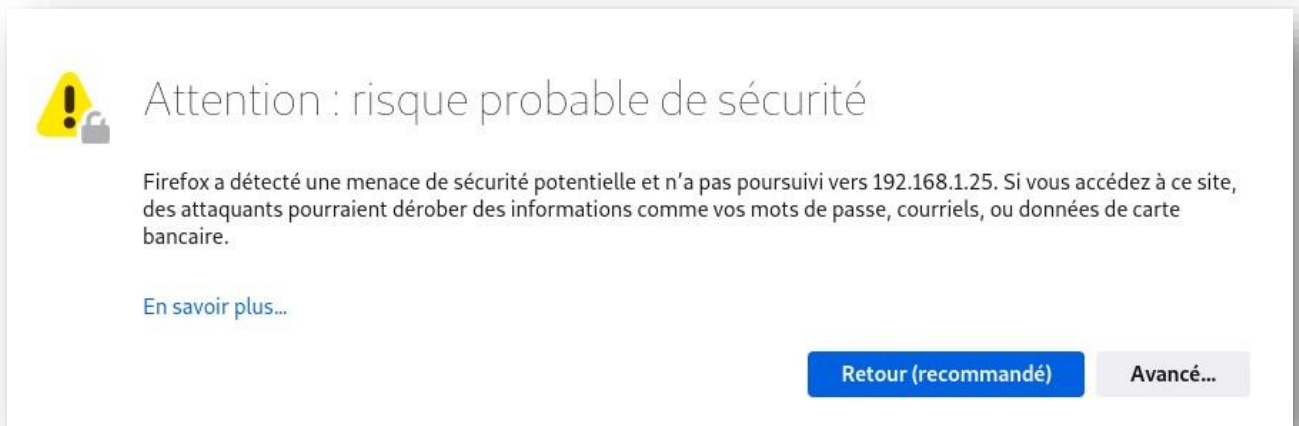 Attention : risque probable de sécurité
Firefox a détecté une menace de sécurité potentielle et n’a pas poursuivi vers 192.168.1.25. Si vous accédez à ce site,
des attaquants pourraient dérober des informations comme vos mots de passe, courriels, ou données de carte
bancaire.
En savoir plus…
Retour (recommandé) Avancé…